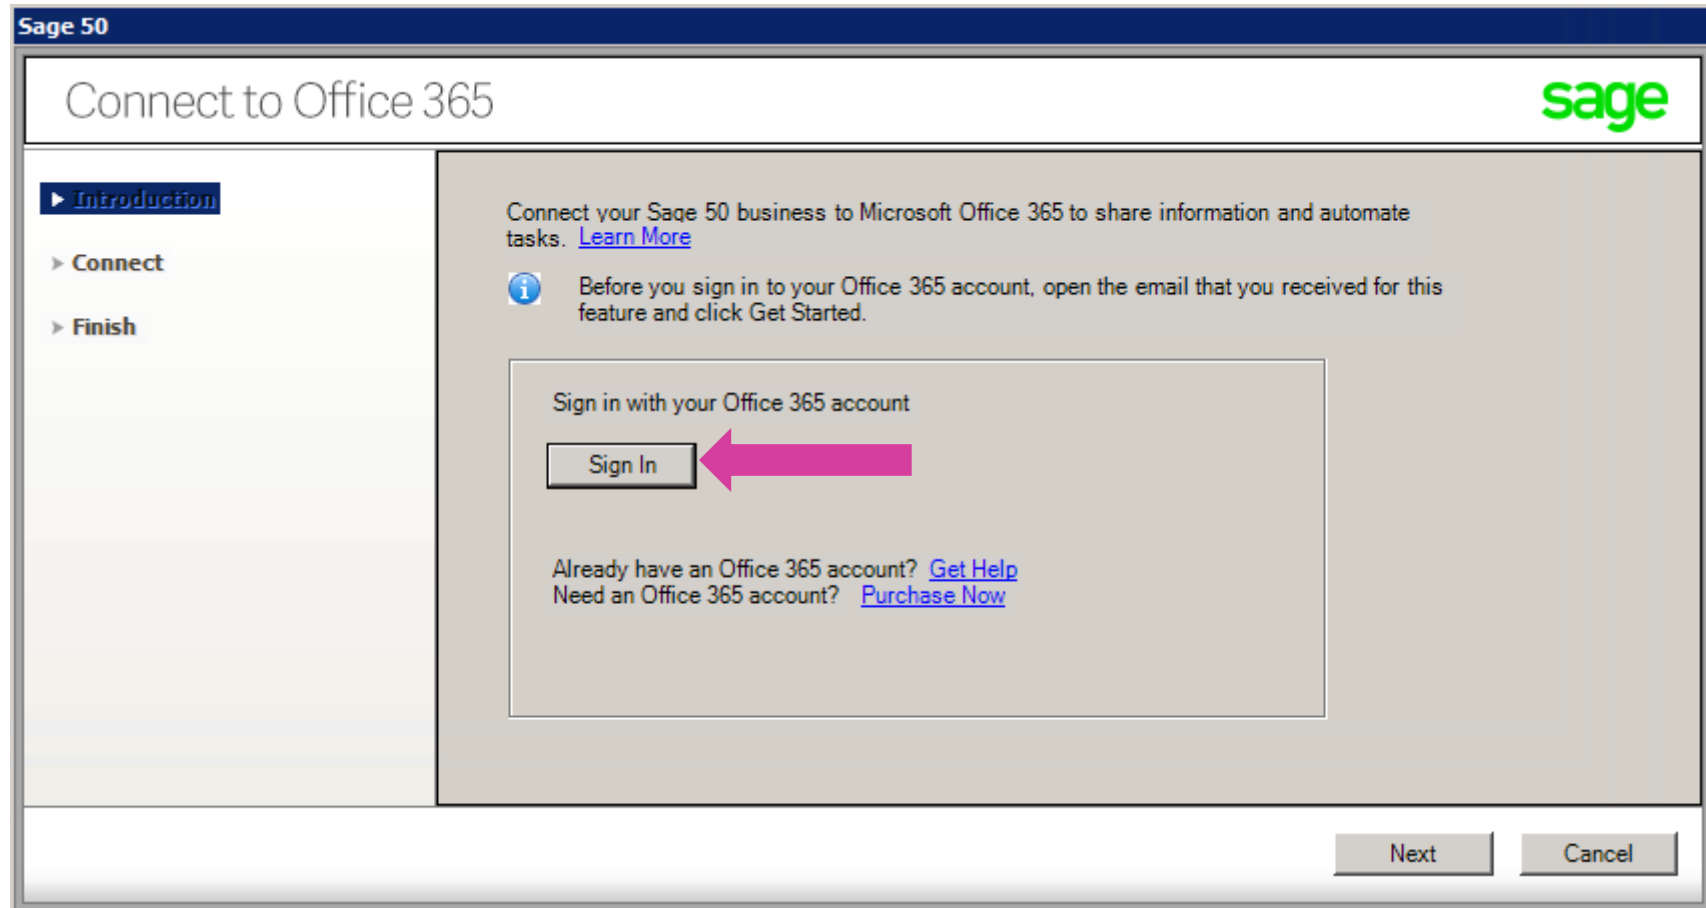 Sage 50
Connect to Office 365
sage
Introduction
Connect
Finish
Connect your Sage 50 business to Microsoft Office 365 to share information and automate
tasks. Learn More
Before you sign in to your Office 365 account, open the email that you received for this
feature and click Get Started.
Sign in with your Office 365 account
Sign In
Already have an Office 365 account? Get Help
Need an Office 365 account? Purchase Now
Next
Cancel